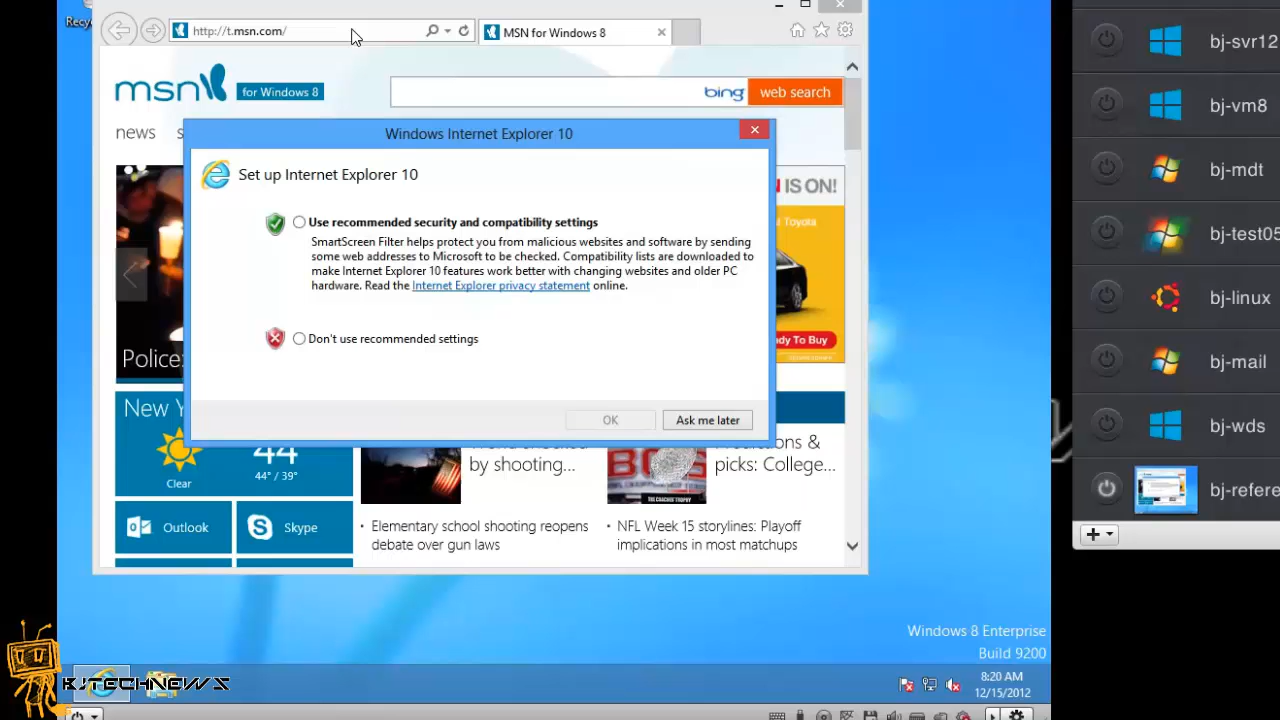 Recy
http://t.msn.com/
MSN for Windows 8
msn for Windows 8
bing web search
news s
IS ON!
Toyota
Windows Internet Explorer 10
Set up Internet Explorer 10
Use recommended security and compatibility settings
SmartScreen Filter helps protect you from malicious websites and software by sending
some web addresses to Microsoft to be checked. Compatibility lists are downloaded to
make Internet Explorer 10 features work better with changing websites and older PC
hardware. Read the Internet Explorer privacy statement online.
Don't use recommended settings
OK Ask me later
Police
dy To Buy
New Y
44
44° / 39°
Clear
Outlook Skype
by shooting...
Elementary school shooting reopens
debate over gun laws
Predictions &
picks: College...
NFL Week 15 storylines: Playoff
implications in most matchups
Windows 8 Enterprise
Build 9200
8:20 AM
12/15/2012
KJTECHNEWS
bj-svr12
bj-vm8
bj-mdt
bj-test05
bj-linux
bj-mail
bj-wds
bj-refere